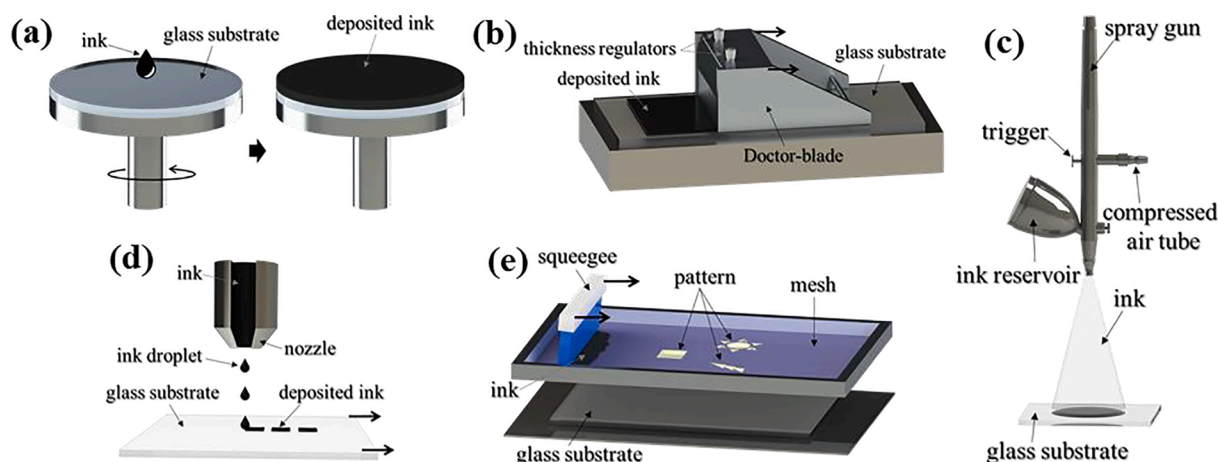 (a)
ink
glass substrate
deposited ink
(b)
thickness regulators
deposited ink
glass substrate
Doctor-blade
(c)
spray gun
trigger
compressed
air tube
ink reservoir
ink
glass substrate
(d)
ink
nozzle
ink droplet
glass substrate
deposited ink
(e)
squeegee
pattern
mesh
ink
glass substrate